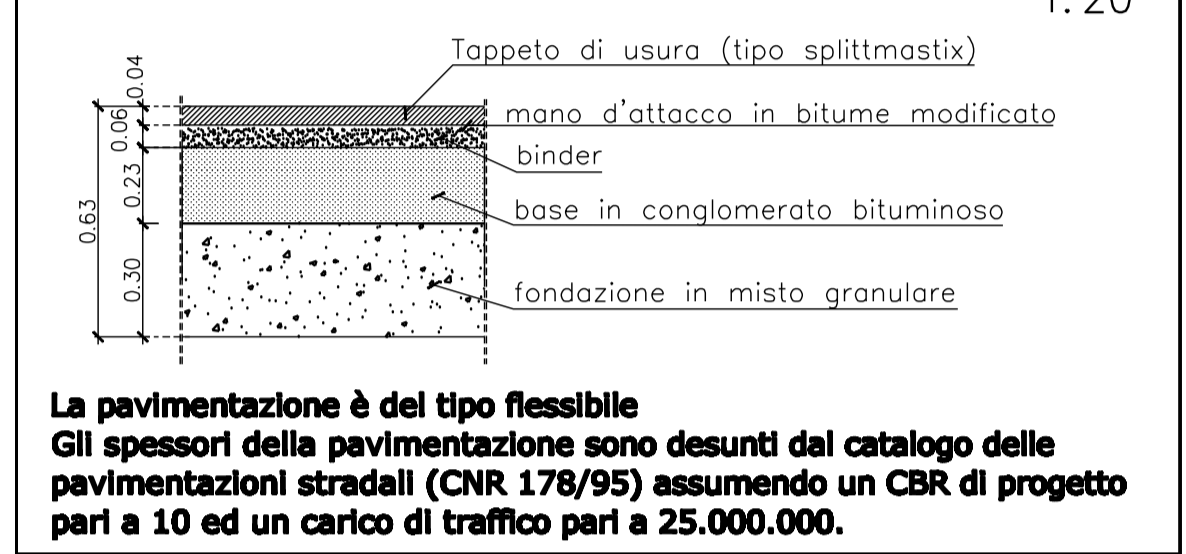 1:20
Tappeto di usura (tipo splittmastix)
0.04
0.06
mano d'attacco in bitume modificato
binder
0.23
0.63
base in conglomerato bituminoso
0.30
fondazione in misto granulare
La pavimentazione è del tipo flessibile
Gli spessori della pavimentazione sono desunti dal catalogo delle
pavimentazioni stradali (CNR 178/95) assumendo un CBR di progetto
pari a 10 ed un carico di traffico pari a 25.000.000.